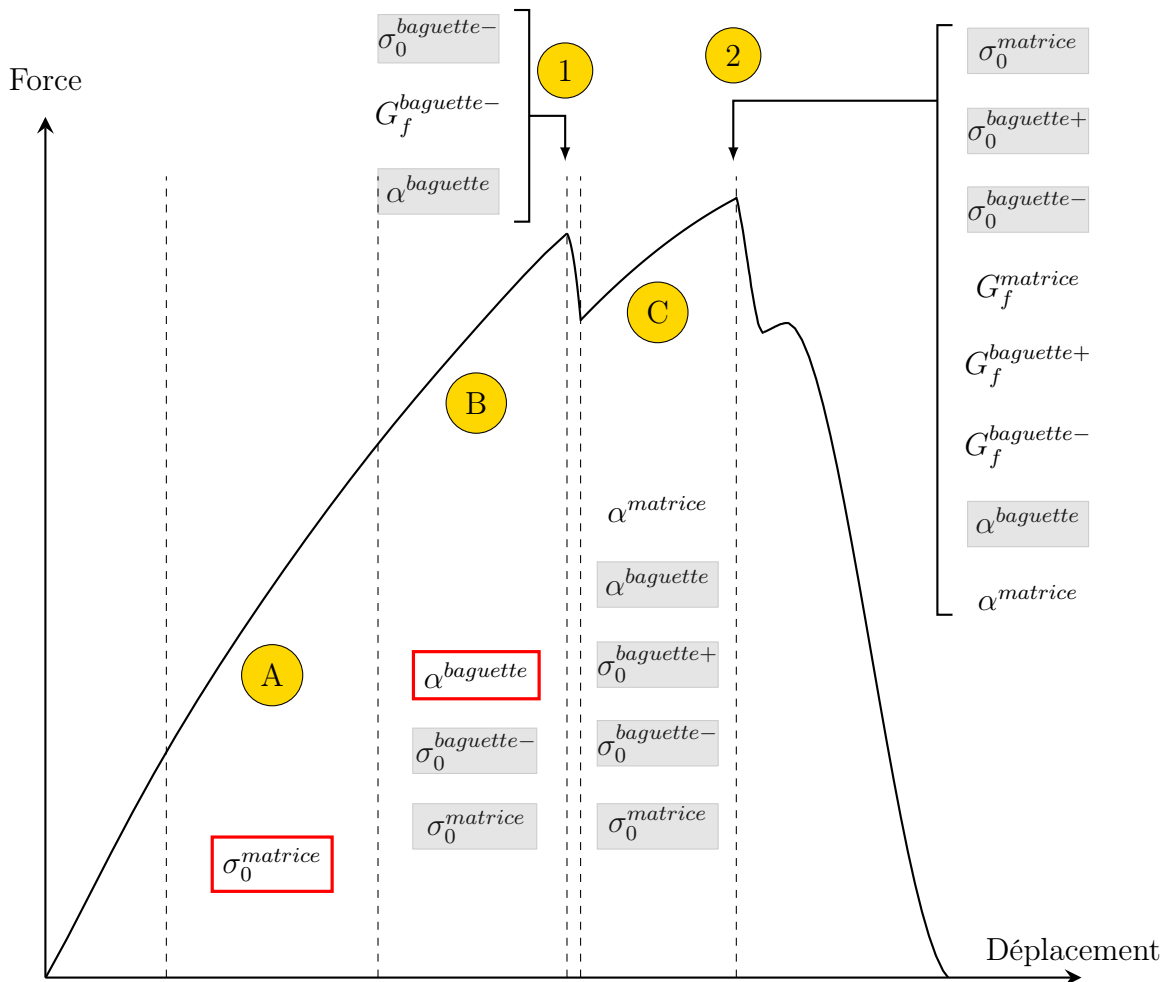 Force
σ₀^{baguette−}
G_f^{baguette−}
α^{baguette}
1
2
σ₀^{matrice}
σ₀^{baguette+}
σ₀^{baguette−}
G_f^{matrice}
G_f^{baguette+}
G_f^{baguette−}
α^{baguette}
α^{matrice}
A
B
C
σ₀^{matrice}
α^{baguette}
σ₀^{baguette−}
σ₀^{matrice}
α^{matrice}
α^{baguette}
σ₀^{baguette+}
σ₀^{baguette−}
σ₀^{matrice}
Déplacement